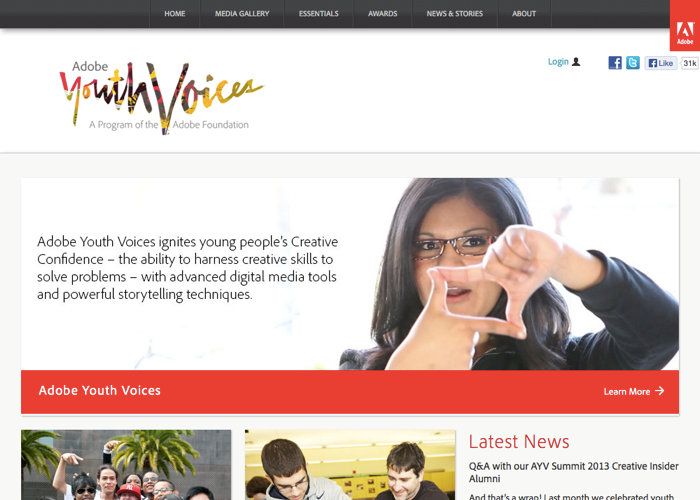 HOME MEDIA GALLERY ESSENTIALS AWARDS NEWS & STORIES ABOUT
Adobe
Login
Like 31k
Adobe
Youth Voices
A Program of the Adobe Foundation
Adobe Youth Voices ignites young people's Creative
Confidence – the ability to harness creative skills to
solve problems – with advanced digital media tools
and powerful storytelling techniques.
Adobe Youth Voices
Learn More →
Latest News
Q&A with our AYV Summit 2013 Creative Insider
Alumni
And that's a wrap! Last month we celebrated youth